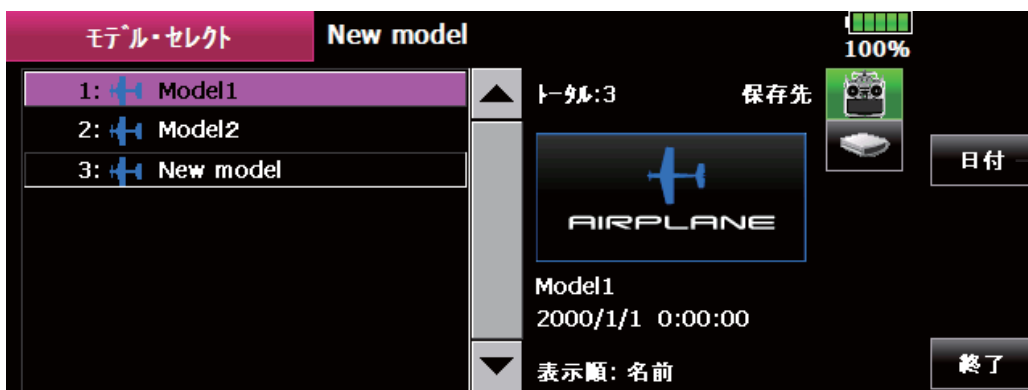 モデル・セレクト
New model
100%
1: Model1
2: Model2
3: New model
トータル:3
保存先
AIRPLANE
Model1
2000/1/1 0:00:00
表示順: 名前
日付
終了